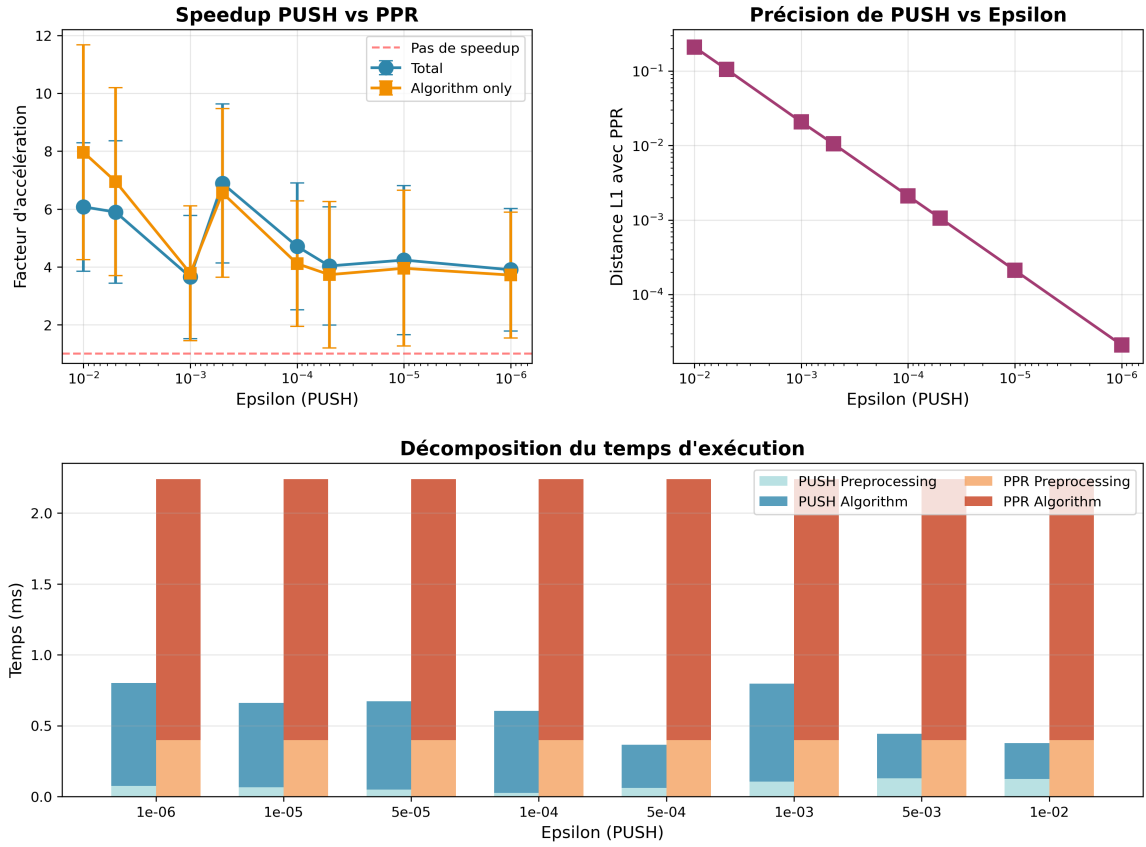 Speedup PUSH vs PPR
12
10
8
6
4
2
Facteur d'accélération
Pas de speedup
Total
Algorithm only
10⁻² 10⁻³ 10⁻⁴ 10⁻⁵ 10⁻⁶
Epsilon (PUSH)
Précision de PUSH vs Epsilon
10⁻¹
10⁻²
10⁻³
10⁻⁴
Distance L1 avec PPR
10⁻² 10⁻³ 10⁻⁴ 10⁻⁵ 10⁻⁶
Epsilon (PUSH)
Décomposition du temps d'exécution
PUSH Preprocessing PPR Preprocessing
PUSH Algorithm PPR Algorithm
2.0
1.5
1.0
0.5
0.0
Temps (ms)
1e-06 1e-05 5e-05 1e-04 5e-04 1e-03 5e-03 1e-02
Epsilon (PUSH)